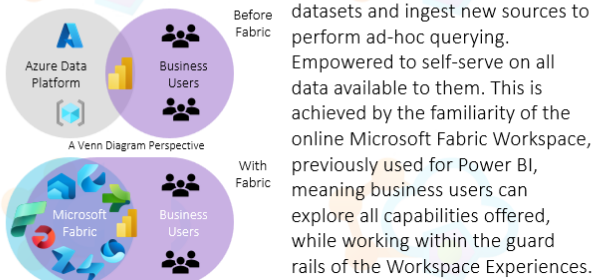 Before
Fabric
Azure Data
Platform
Business
Users
A Venn Diagram Perspective
With
Fabric
Microsoft
Fabric
Business
Users
datasets and ingest new sources to
perform ad-hoc querying.
Empowered to self-serve on all
data available to them. This is
achieved by the familiarity of the
online Microsoft Fabric Workspace,
previously used for Power BI,
meaning business users can
explore all capabilities offered,
while working within the guard
rails of the Workspace Experiences.